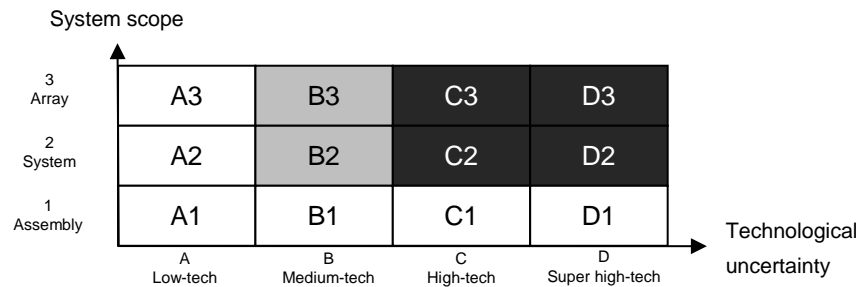 System scope
3
Array
A3 B3 C3 D3
2
System
A2 B2 C2 D2
1
Assembly
A1 B1 C1 D1
Technological
uncertainty
A B C D
Low-tech Medium-tech High-tech Super high-tech